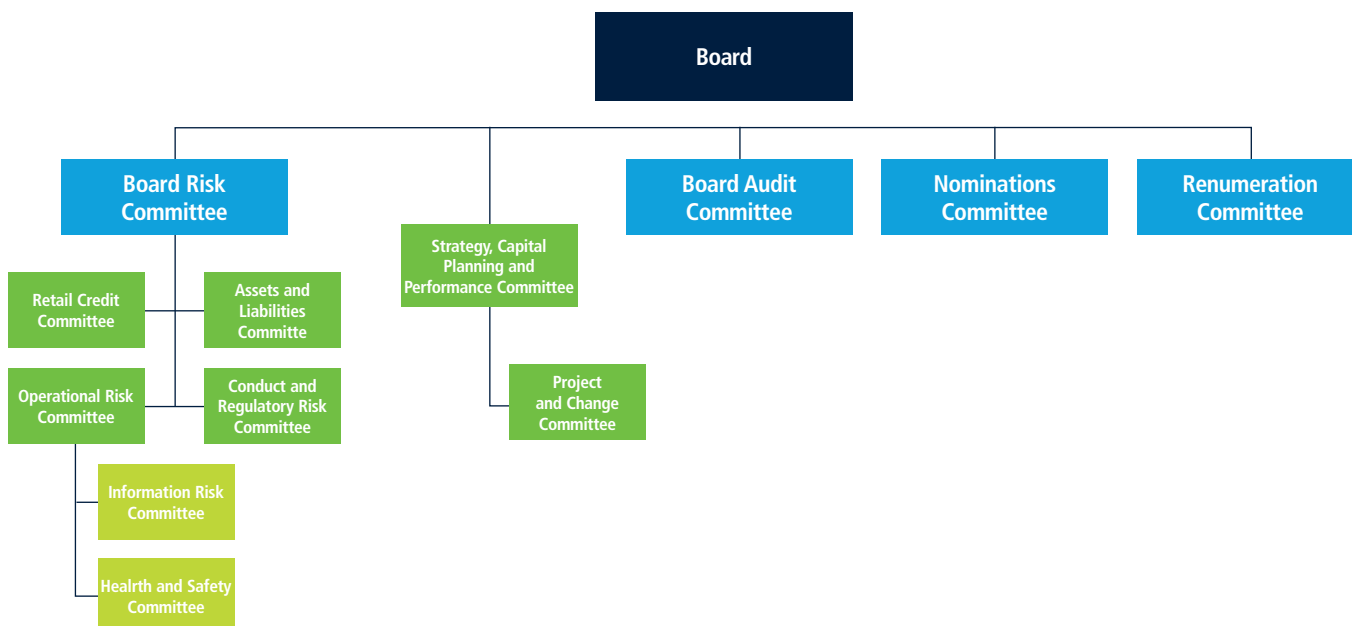 Board
Board Risk
Committee
Strategy, Capital
Planning and
Performance Committee
Board Audit
Committee
Nominations
Committee
Renumeration
Committee
Retail Credit
Committee
Assets and
Liabilities
Committe
Operational Risk
Committee
Conduct and
Regulatory Risk
Committee
Project
and Change
Committee
Information Risk
Committee
Healrth and Safety
Committee